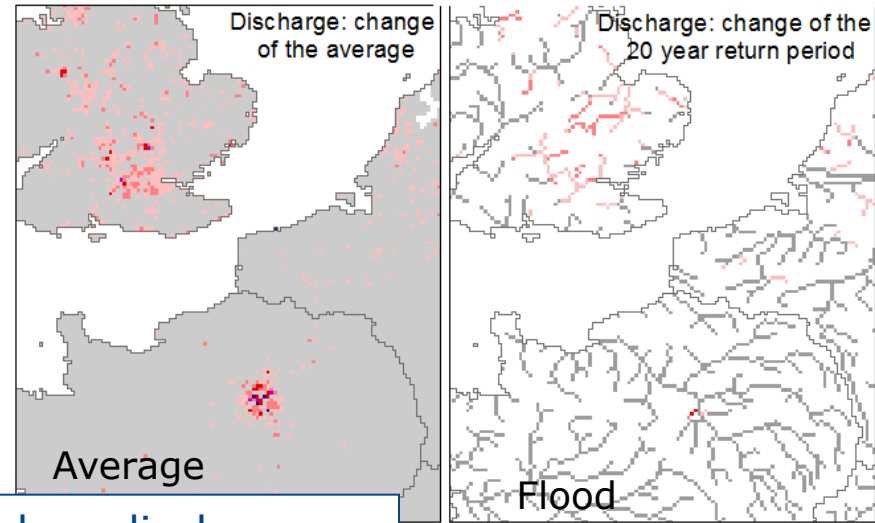 Discharge: change
of the average
Discharge: change of the
20 year return period
Average
Flood